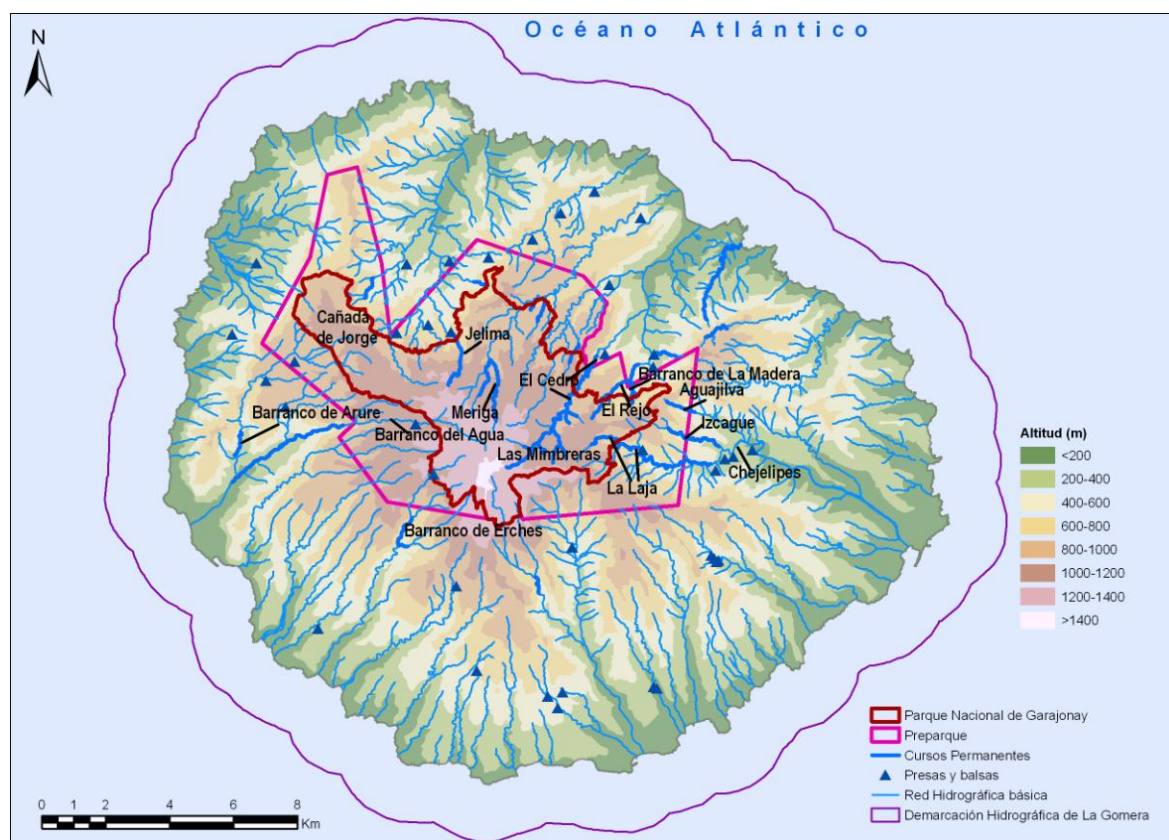 Océano Atlántico
N
Cañada
de Jorge
Jelima
El Cedro
Barranco de La Madera
Aguajilva
Meriga
El Rejo
Barranco de Arure
Barranco del Agua
Izcague
Las Mimbreras
Chejelipes
La Laja
Barranco de Erches
Altitud (m)
<200
200-400
400-600
600-800
800-1000
1000-1200
1200-1400
>1400
Parque Nacional de Garajonay
Preparque
Cursos Permanentes
Presas y balsas
Red Hidrográfica básica
Demarcación Hidrográfica de La Gomera
0 1 2 4 6 8
Km